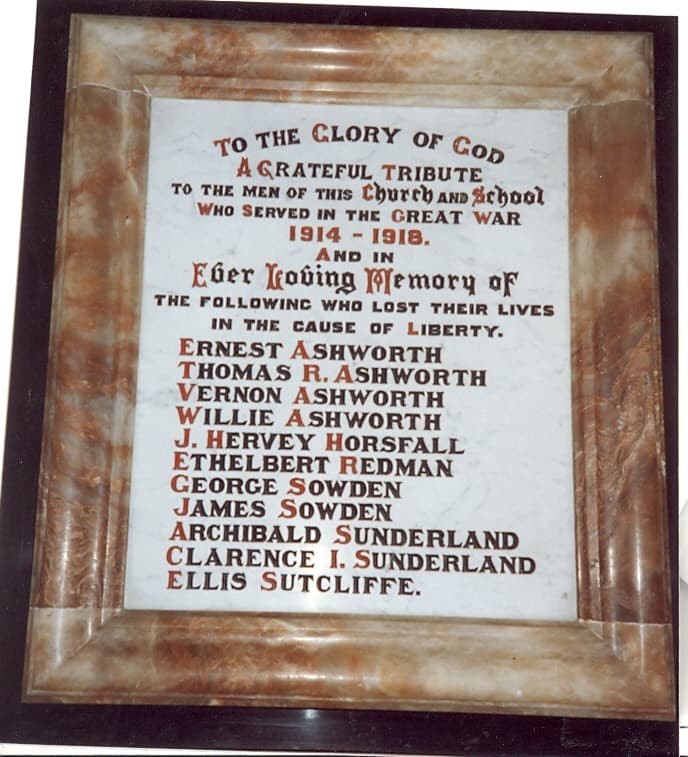 TO THE GLORY OF GOD
A GRATEFUL TRIBUTE
TO THE MEN OF THIS Church AND School
WHO SERVED IN THE GREAT WAR
1914 - 1918.
AND IN
Ever Loving Memory of
THE FOLLOWING WHO LOST THEIR LIVES
IN THE CAUSE OF LIBERTY.
ERNEST ASHWORTH
THOMAS R. ASHWORTH
VERNON ASHWORTH
WILLIE ASHWORTH
J. HERVEY HORSFALL
ETHELBERT REDMAN
GEORGE SOWDEN
JAMES SOWDEN
ARCHIBALD SUNDERLAND
CLARENCE I. SUNDERLAND
ELLIS SUTCLIFFE.